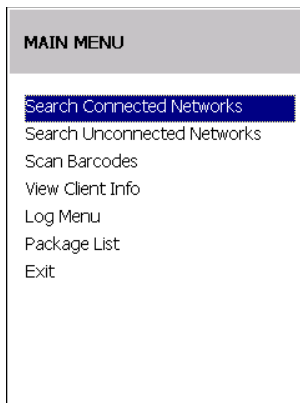 MAIN MENU
Search Connected Networks
Search Unconnected Networks
Scan Barcodes
View Client Info
Log Menu
Package List
Exit